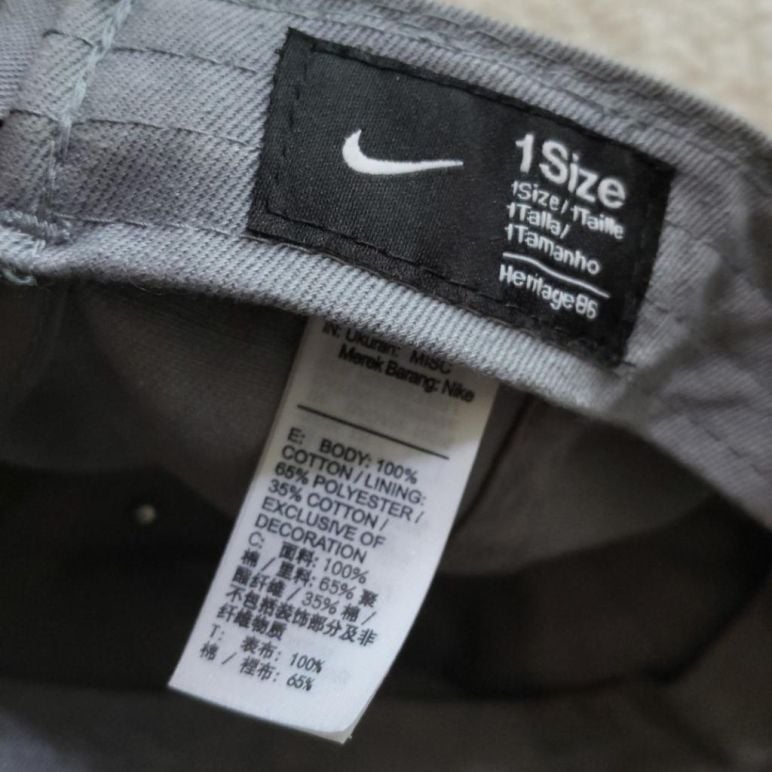 1Size
1Size/1Taille
1Talla/
1Tamanho
Heritage86
IN: Ukuran: MISC
Merek Barang: Nike
E: BODY: 100%
COTTON / LINING:
65% POLYESTER /
35% COTTON /
EXCLUSIVE OF
DECORATION
C: 面料: 100%
棉 / 里料: 65% 聚
酯纤维 / 35% 棉 /
不包括装饰部分及非
纤维物质
T: 表布: 100%
棉 / 裡布: 65%